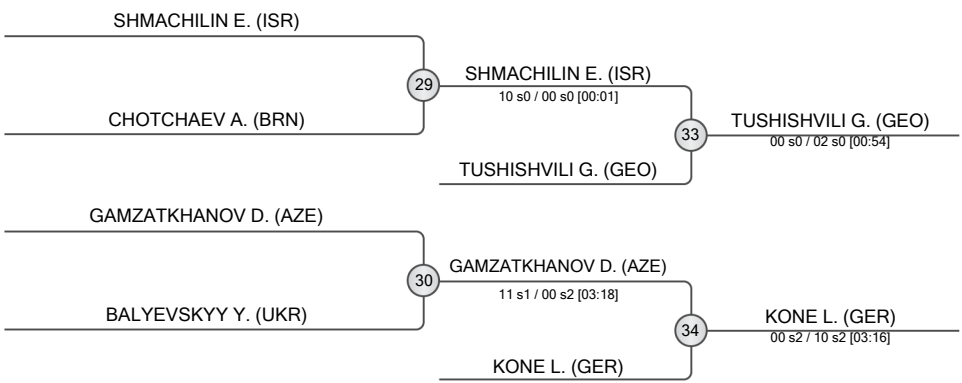 SHMACHILIN E. (ISR)
29
SHMACHILIN E. (ISR)
10 s0 / 00 s0 [00:01]
CHOTCHAEV A. (BRN)
33
TUSHISHVILI G. (GEO)
00 s0 / 02 s0 [00:54]
TUSHISHVILI G. (GEO)
GAMZATKHANOV D. (AZE)
30
GAMZATKHANOV D. (AZE)
11 s1 / 00 s2 [03:18]
BALYEVSKYY Y. (UKR)
34
KONE L. (GER)
00 s2 / 10 s2 [03:16]
KONE L. (GER)